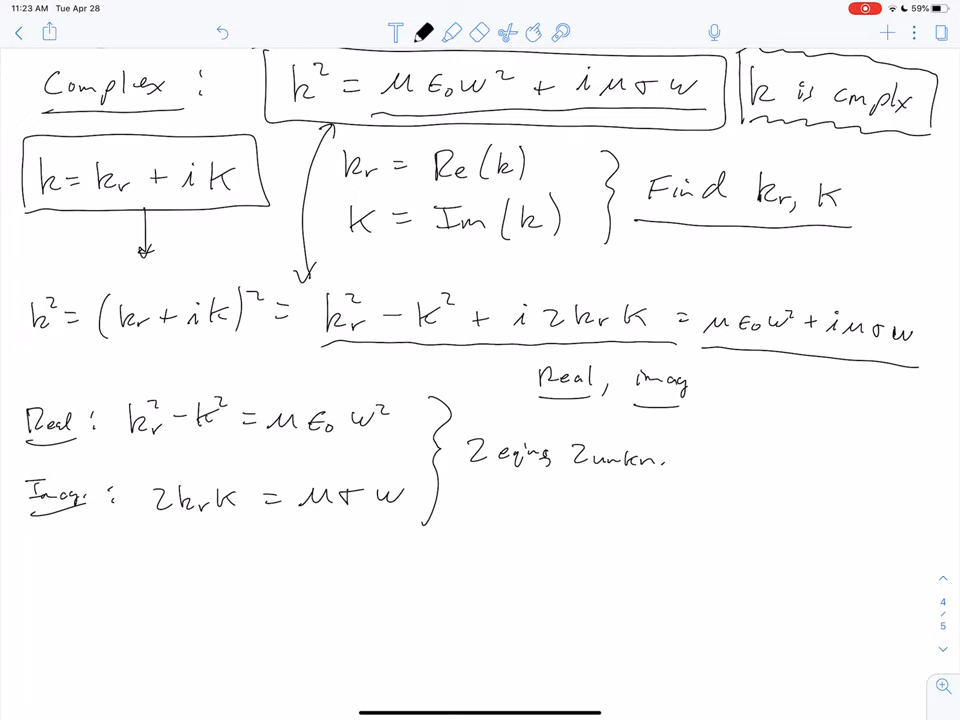 11:23 AM Tue Apr 28
59%
Complex : k² = μ ε₀ ω² + i μ σ ω
k is cmplx
k = kr + i K
kr = Re(k)
K = Im(k)
Find kr, K
k² = (kr + i K)² = kr² - K² + i 2 kr K = μ ε₀ ω² + i μ σ ω
Real, imag
Real : kr² - K² = μ ε₀ ω²
Imag. : 2 kr K = μ σ ω
2 eqings 2 unkn.
4
/
5